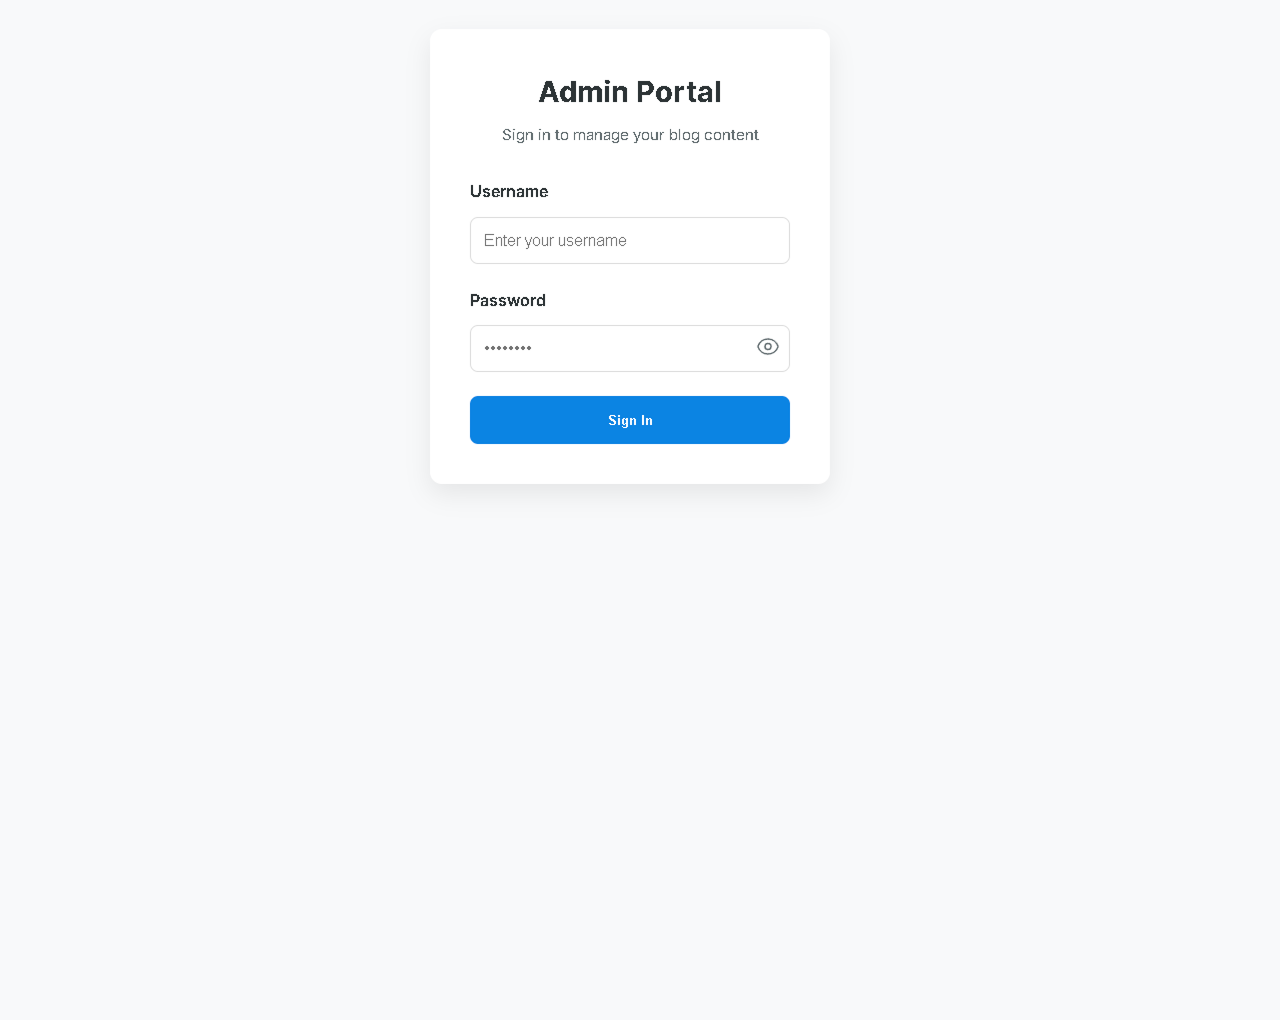 Admin Portal
Sign in to manage your blog content
Username
Enter your username
Password
••••••••
Sign In